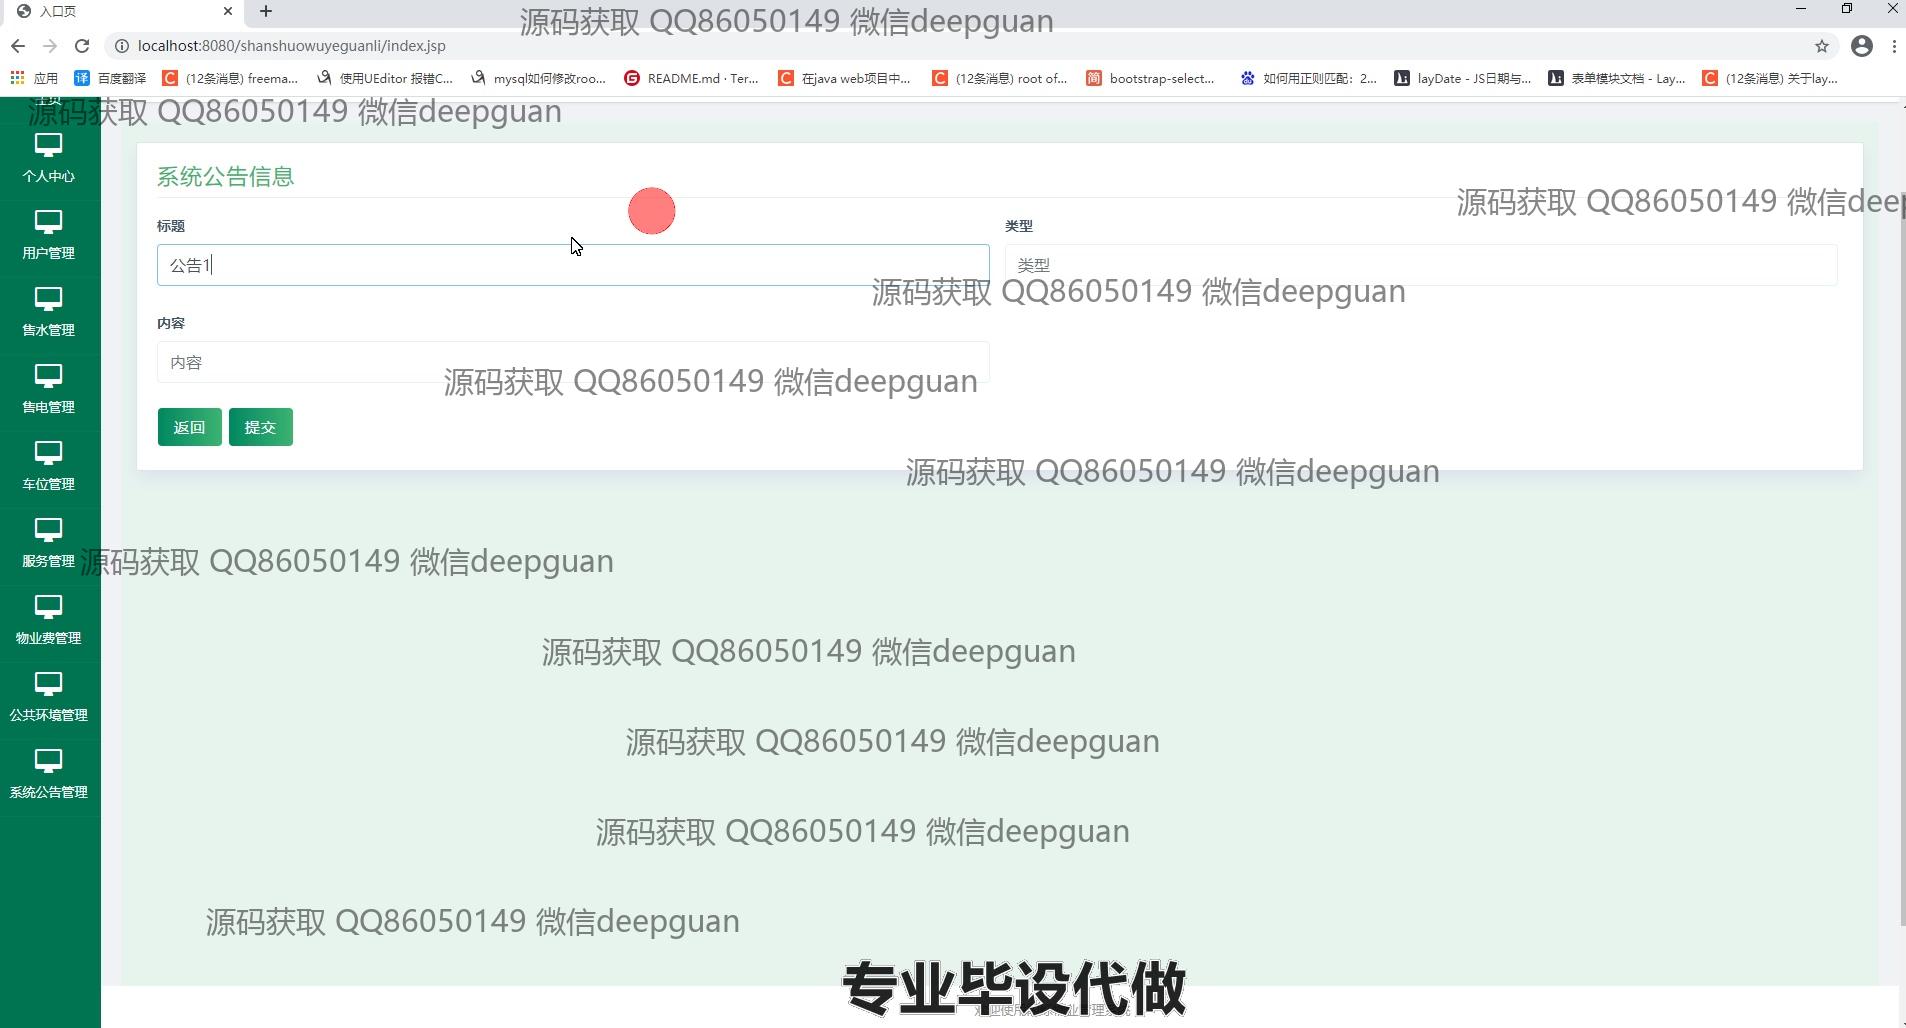 入口页
源码获取 QQ86050149 微信deepguan
localhost:8080/shanshuowuyeguanli/index.jsp
应用 百度翻译 (12条消息) freema... 使用UEditor 报错C... mysql如何修改roo... README.md · Ter... 在java web项目中... (12条消息) root of... bootstrap-select... 如何用正则匹配：2... layDate - JS日期与... 表单模块文档 - Lay... (12条消息) 关于lay...
主页
源码获取 QQ86050149 微信deepguan
个人中心
系统公告信息
源码获取 QQ86050149 微信deep
标题 类型
用户管理
公告1 类型
源码获取 QQ86050149 微信deepguan
内容
售水管理
内容
源码获取 QQ86050149 微信deepguan
售电管理
返回 提交
源码获取 QQ86050149 微信deepguan
车位管理
服务管理
源码获取 QQ86050149 微信deepguan
物业费管理
源码获取 QQ86050149 微信deepguan
公共环境管理
源码获取 QQ86050149 微信deepguan
系统公告管理
源码获取 QQ86050149 微信deepguan
源码获取 QQ86050149 微信deepguan
专业毕设代做